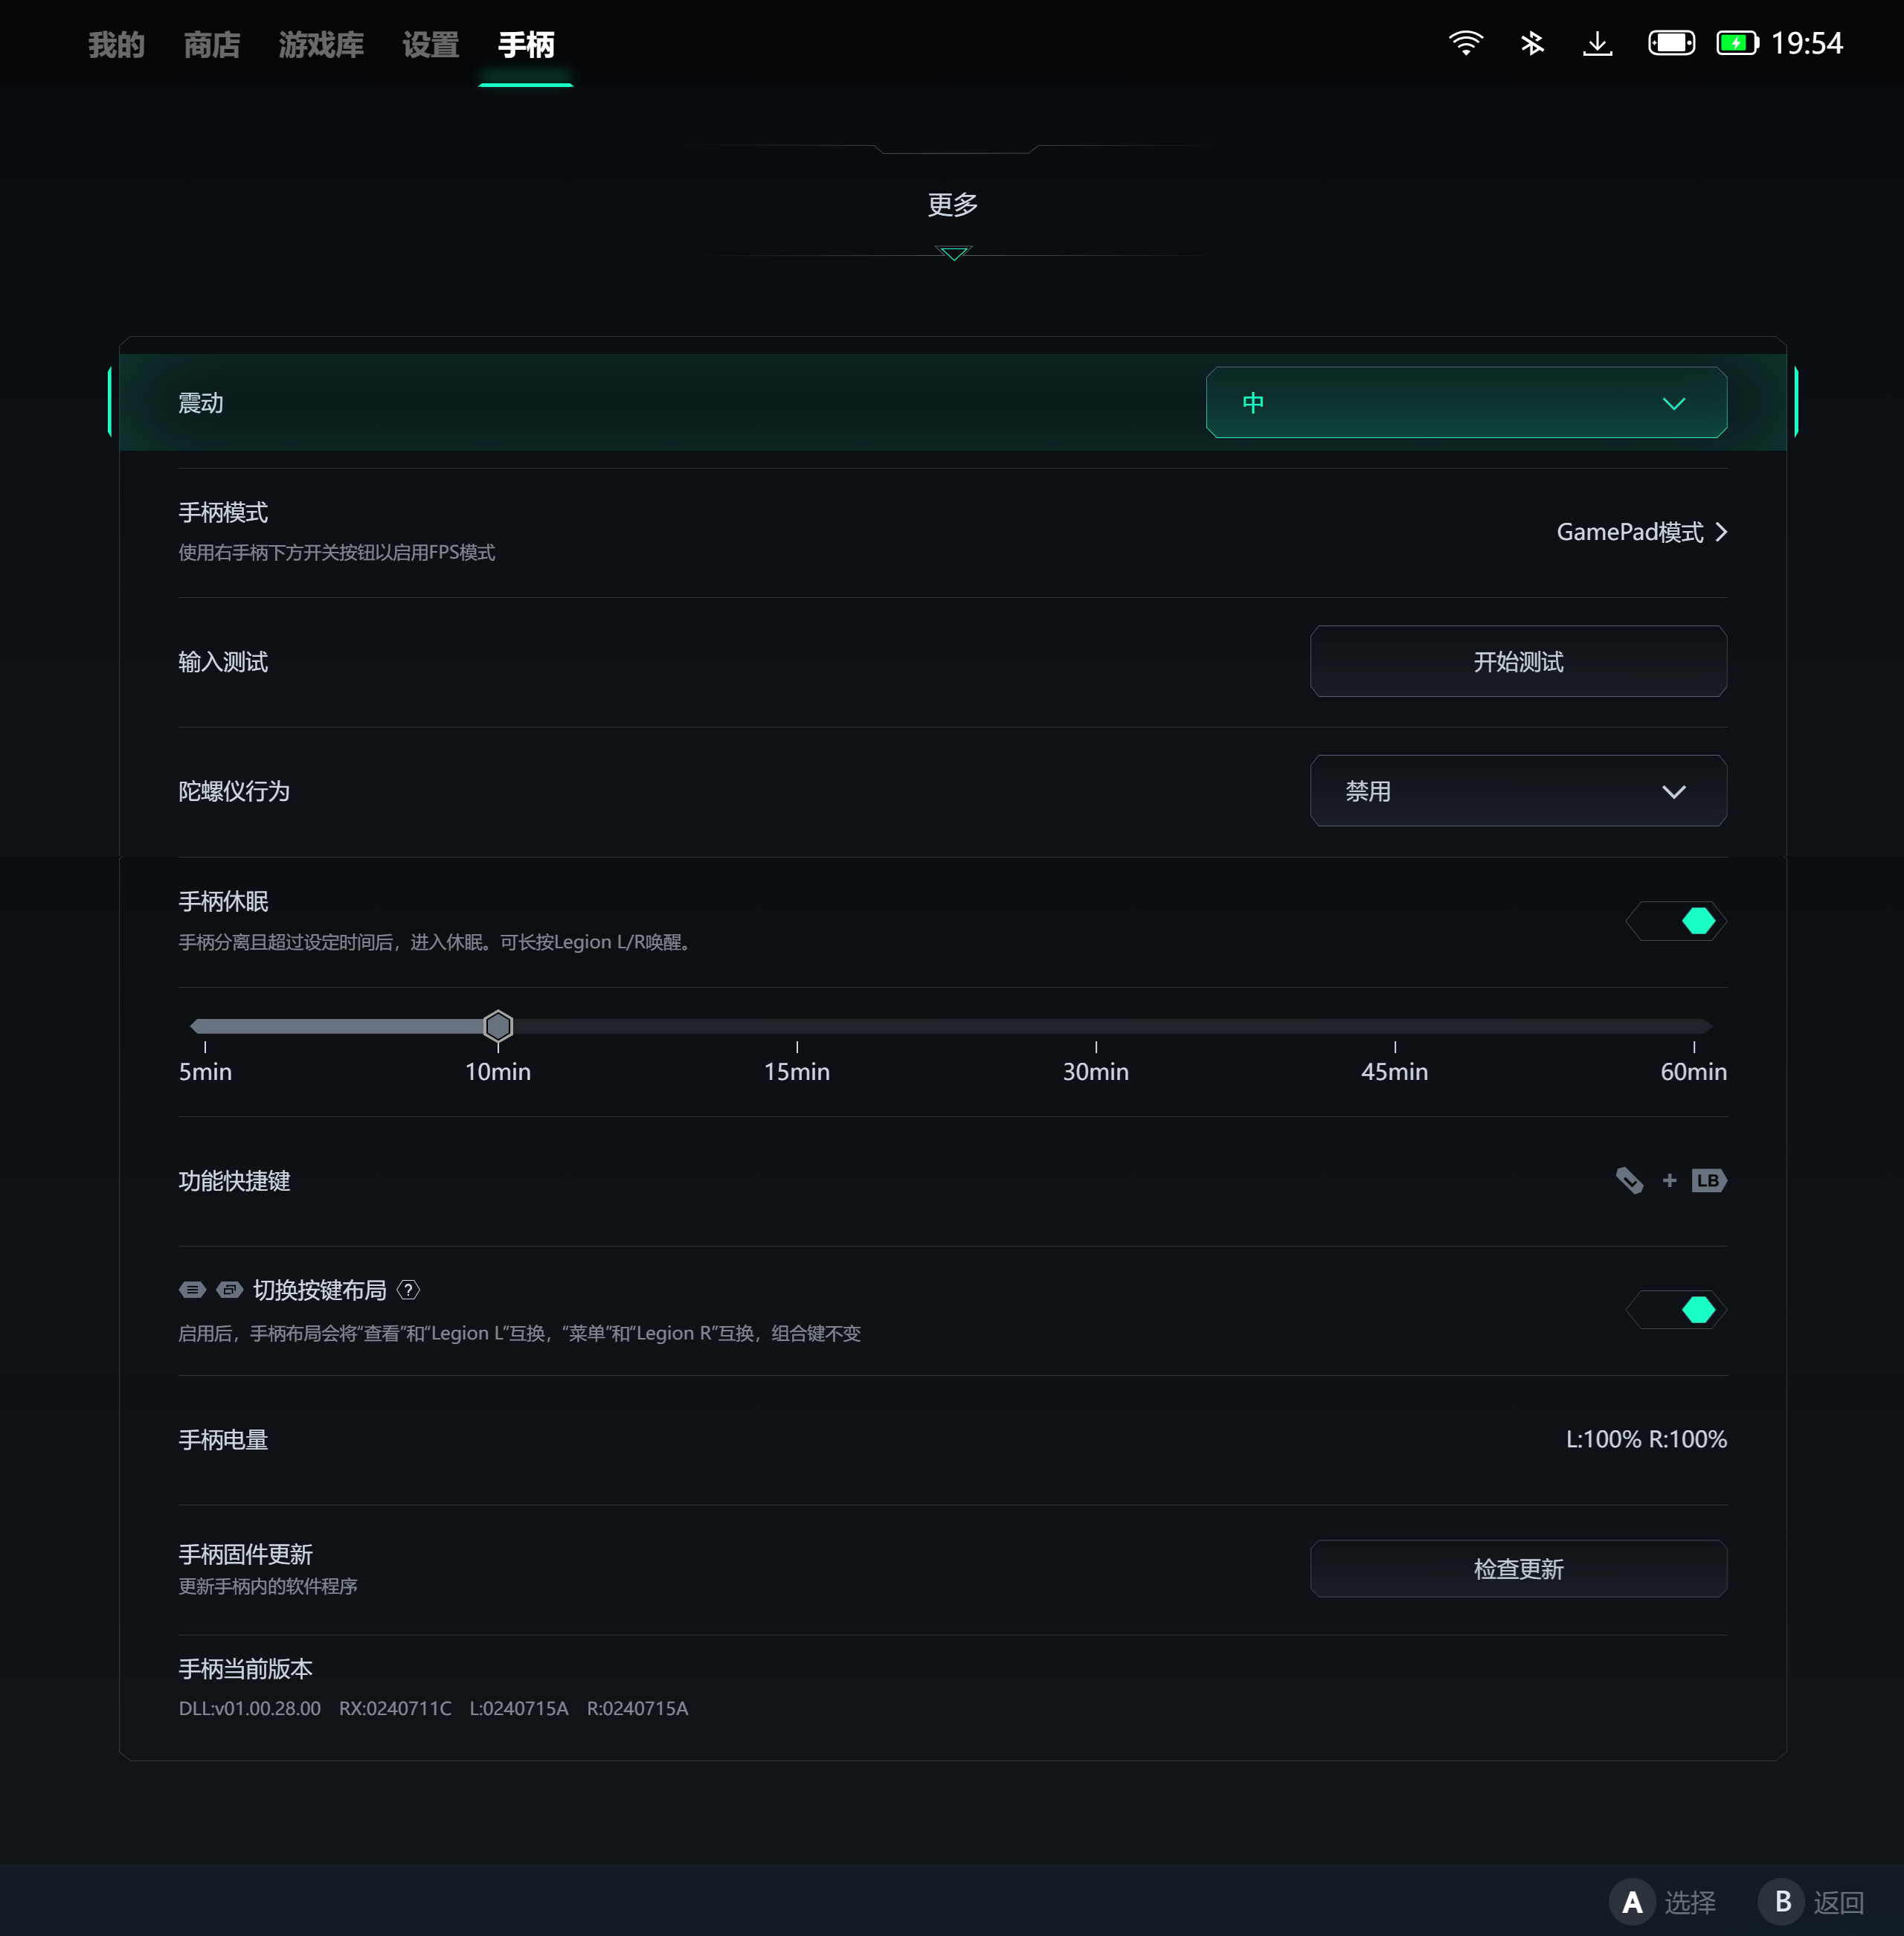 我的 商店 游戏库 设置 手柄 19:54
更多
震动 中
手柄模式
使用右手柄下方开关按钮以启用FPS模式
GamePad模式
输入测试 开始测试
陀螺仪行为 禁用
手柄休眠
手柄分离且超过设定时间后，进入休眠。可长按Legion L/R唤醒。
5min 10min 15min 30min 45min 60min
功能快捷键 + LB
切换按键布局 ?
启用后，手柄布局会将“查看”和“Legion L”互换，“菜单”和“Legion R”互换，组合键不变
手柄电量 L:100% R:100%
手柄固件更新
更新手柄内的软件程序
检查更新
手柄当前版本
DLL:v01.00.28.00 RX:0240711C L:0240715A R:0240715A
A 选择 B 返回